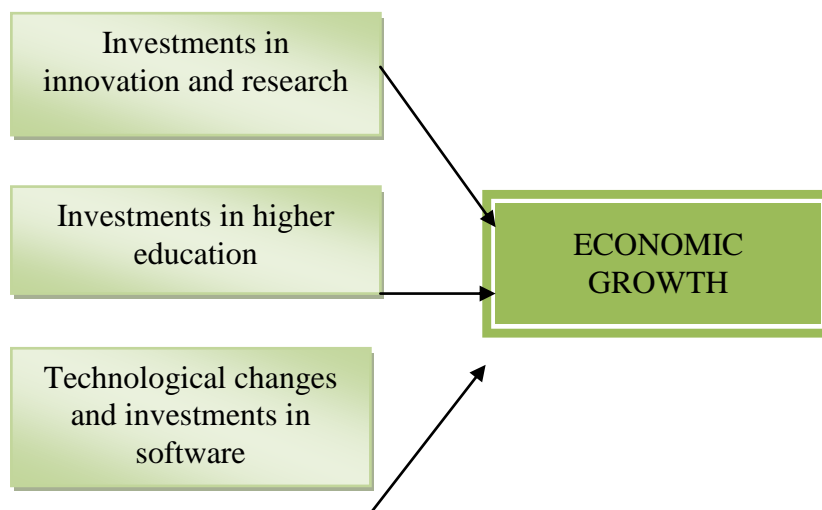 Investments in
innovation and research
Investments in higher
education
ECONOMIC
GROWTH
Technological changes
and investments in
software